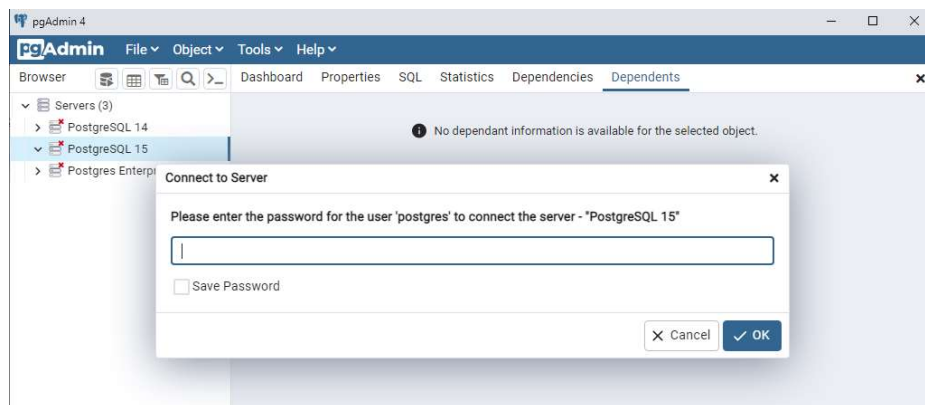 pgAdmin 4
pgAdmin File Object Tools Help
Browser Dashboard Properties SQL Statistics Dependencies Dependents
Servers (3)
PostgreSQL 14
No dependant information is available for the selected object.
PostgreSQL 15
Postgres Enterpr
Connect to Server
Please enter the password for the user 'postgres' to connect the server - "PostgreSQL 15"
Save Password
Cancel OK